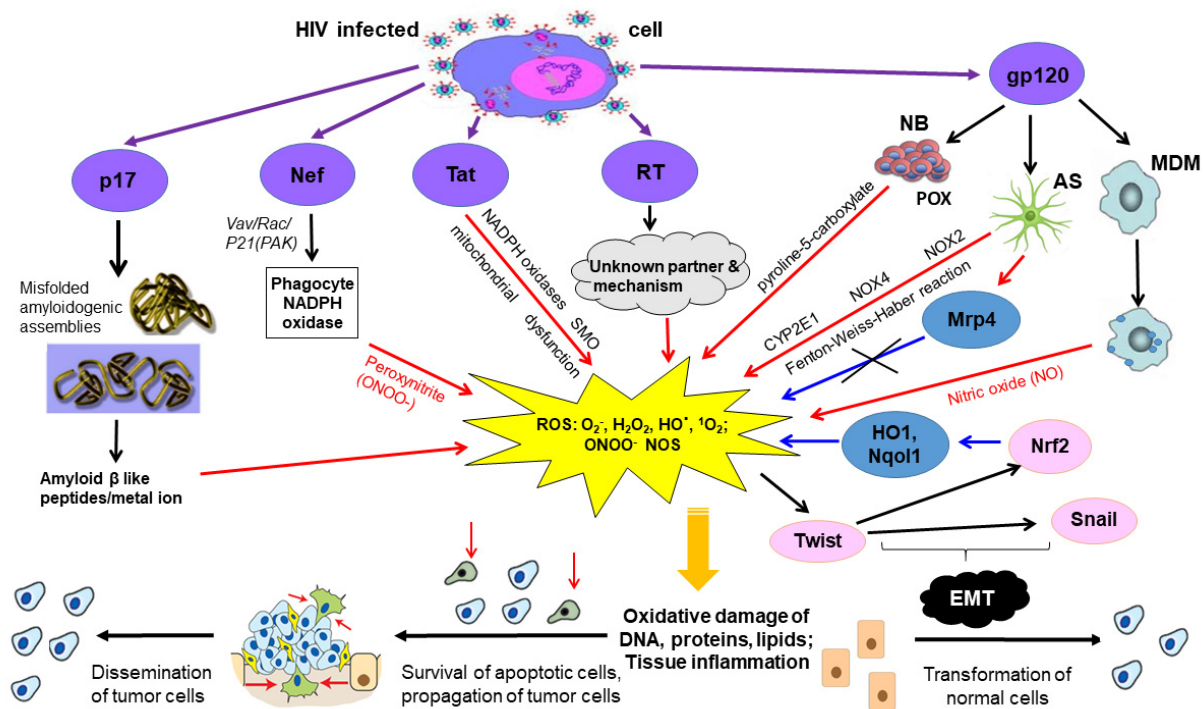 HIV infected cell
gp120
p17
Nef
Tat
RT
NB
POX
AS
MDM
Vav/Rac/
P21(PAK)
Phagocyte
NADPH
oxidase
Misfolded
amyloidogenic
assemblies
Amyloid β like
peptides/metal ion
Peroxynitrite
(ONOO-)
NADPH oxidases SMO
mitochondrial dysfunction
Unknown partner &
mechanism
pyroline-5-carboxylate
CYP2E1 NOX4 NOX2
Fenton-Weiss-Haber reaction
Mrp4
Nitric oxide (NO)
ROS: O₂⁻, H₂O₂, HO•, ¹O₂;
ONOO⁻ NOS
HO1,
Nqol1
Nrf2
Twist
Snail
EMT
Oxidative damage of
DNA, proteins, lipids;
Tissue inflammation
Dissemination
of tumor cells
Survival of apoptotic cells,
propagation of tumor cells
Transformation of
normal cells